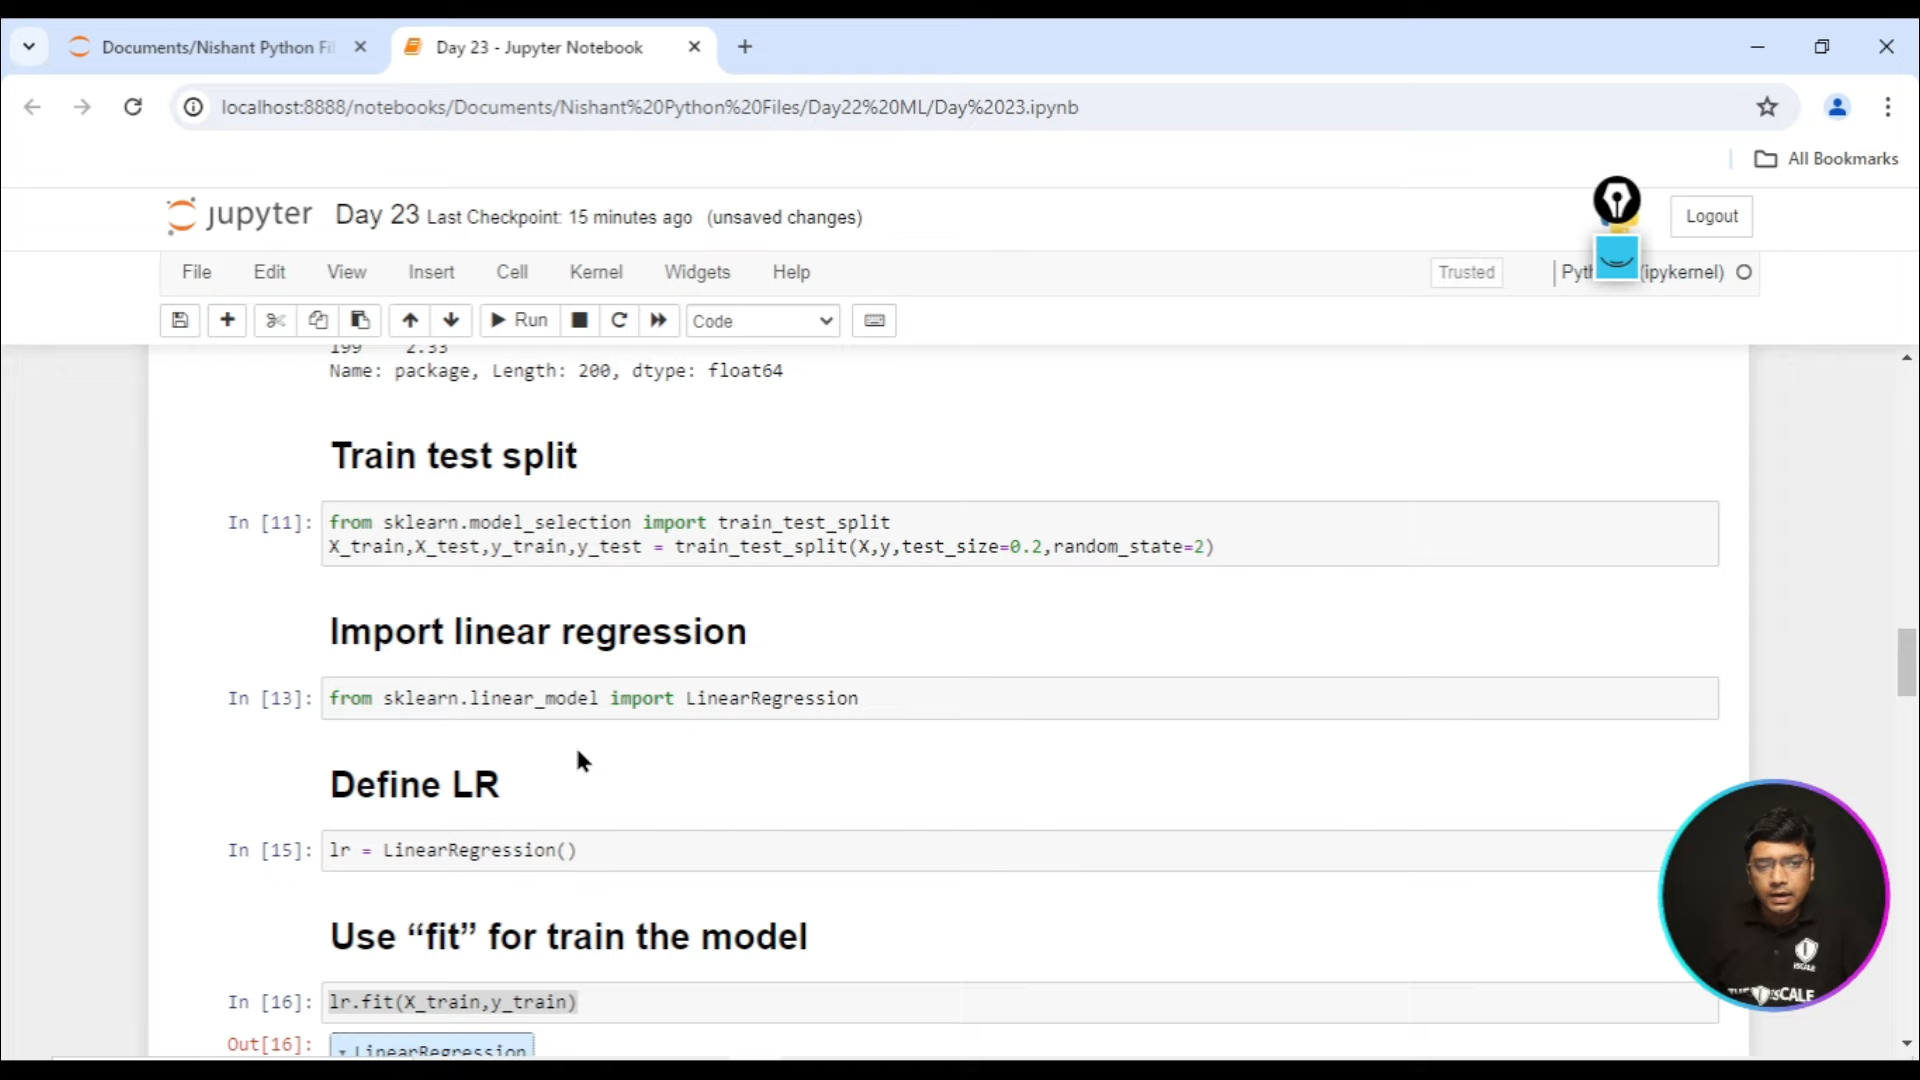 Documents/Nishant Python Fi
Day 23 - Jupyter Notebook
localhost:8888/notebooks/Documents/Nishant%20Python%20Files/Day22%20ML/Day%2023.ipynb
All Bookmarks
jupyter Day 23 Last Checkpoint: 15 minutes ago (unsaved changes)
Logout
File Edit View Insert Cell Kernel Widgets Help
Trusted
(ipykernel)
Run
Code
199 2.33
Name: package, Length: 200, dtype: float64
Train test split
In [11]: from sklearn.model_selection import train_test_split
X_train,X_test,y_train,y_test = train_test_split(X,y,test_size=0.2,random_state=2)
Import linear regression
In [13]: from sklearn.linear_model import LinearRegression
Define LR
In [15]: lr = LinearRegression()
Use “fit” for train the model
In [16]: lr.fit(X_train,y_train)
Out[16]: ▾ LinearRegression
iSCALE